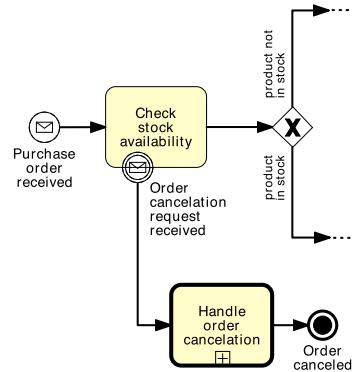 product not
in stock
Check
stock
availability
Purchase
order
received
X
product
in stock
Order
cancelation
request
received
Handle
order
cancelation
Order
canceled